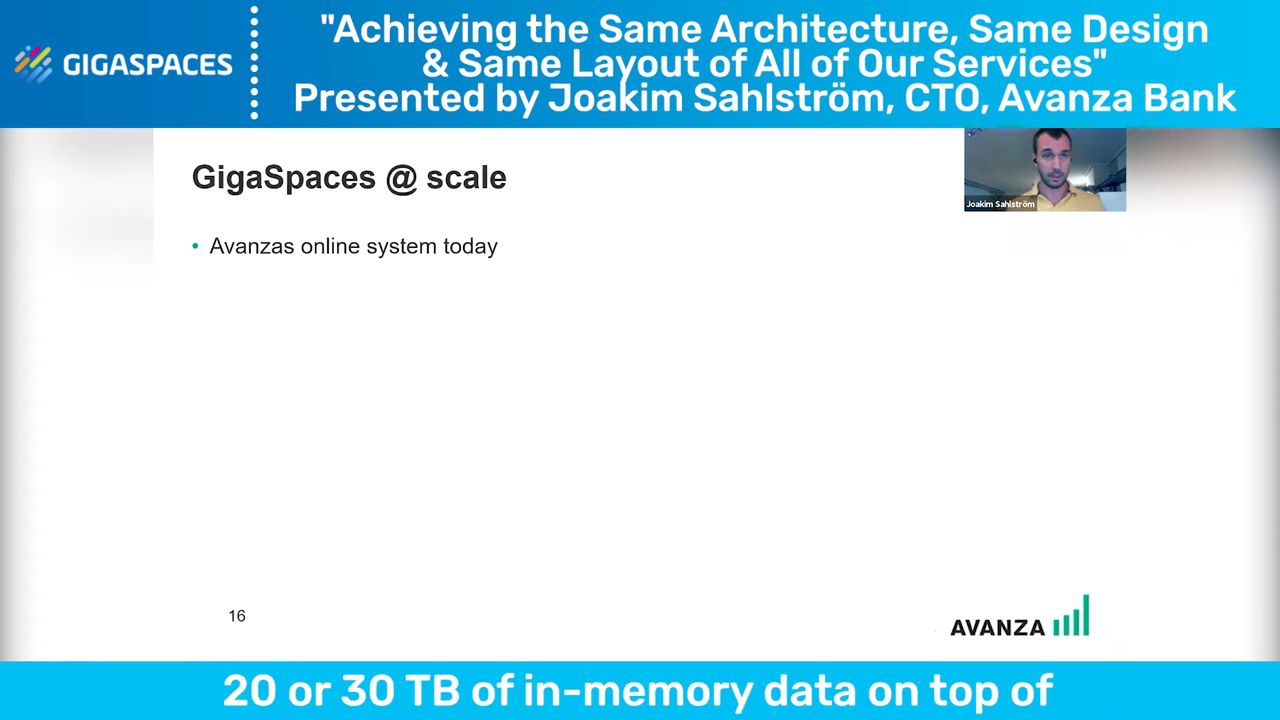 GIGASPACES
"Achieving the Same Architecture, Same Design
& Same Layout of All of Our Services"
Presented by Joakim Sahlström, CTO, Avanza Bank
GigaSpaces @ scale
Joakim Sahlström
• Avanzas online system today
16
AVANZA
20 or 30 TB of in-memory data on top of